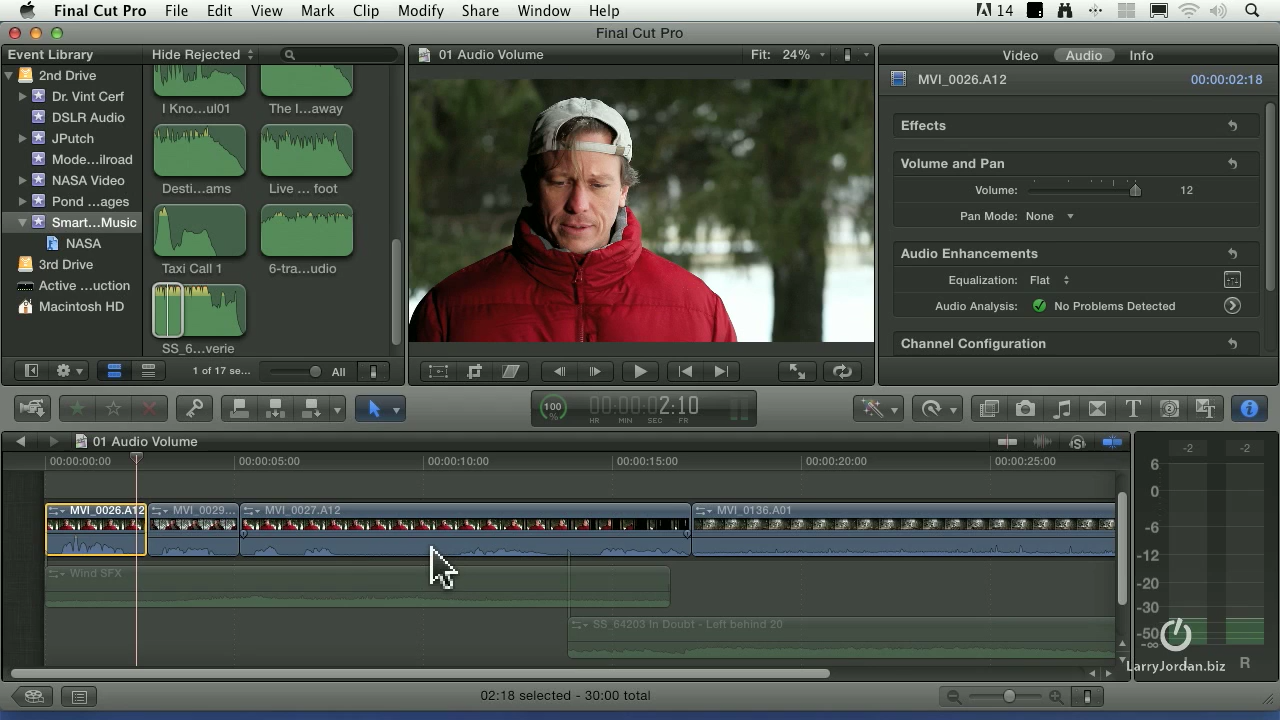 Final Cut Pro File Edit View Mark Clip Modify Share Window Help 14
Final Cut Pro
Event Library
Hide Rejected
01 Audio Volume
Fit: 24%
Video Audio Info
2nd Drive
Dr. Vint Cerf
DSLR Audio
JPutch
Mode...ilroad
NASA Video
Pond ...ages
Smart...Music
NASA
3rd Drive
Active ...uction
Macintosh HD
I Kno...ul01
The I...away
Desti...ams
Live ... foot
Taxi Call 1
6-tra...udio
SS_6...verie
1 of 17 se...
All
MVI_0026.A12
00:00:02:18
Effects
Volume and Pan
Volume: 12
Pan Mode: None
Audio Enhancements
Equalization: Flat
Audio Analysis: No Problems Detected
Channel Configuration
100
%
00:00:02:10
HR MIN SEC FR
01 Audio Volume
00:00:00:00
00:00:05:00
00:00:10:00
00:00:15:00
00:00:20:00
00:00:25:00
MVI_0026.A12
MVI_0029...
MVI_0027.A12
MVI_0136.A01
Wind SFX
SS_64203 In Doubt - Left behind 20
-2 -2
6
0
-6
-12
-20
-30
-50
-∞
L R
LarryJordan.biz
02:18 selected - 30:00 total